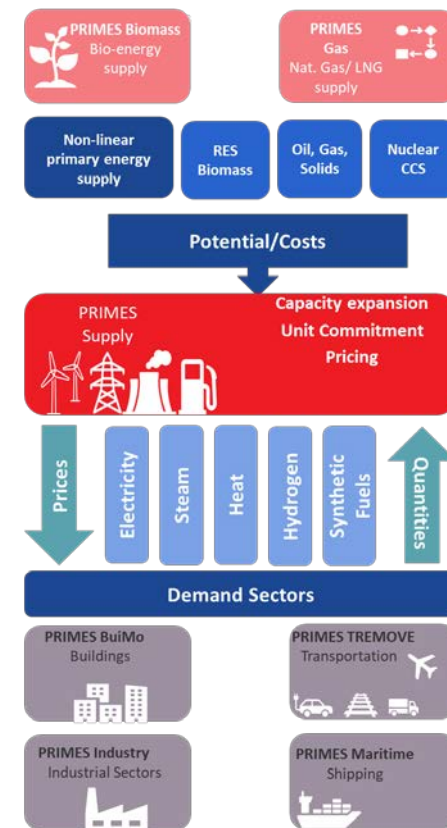 PRIMES Biomass
Bio-energy
supply
PRIMES
Gas
Nat. Gas/ LNG
supply
Non-linear
primary energy
supply
RES
Biomass
Oil, Gas,
Solids
Nuclear
CCS
Potential/Costs
PRIMES
Supply
Capacity expansion
Unit Commitment
Pricing
Prices
Electricity
Steam
Heat
Hydrogen
Synthetic
Fuels
Quantities
Demand Sectors
PRIMES BuiMo
Buildings
PRIMES TREMOVE
Transportation
PRIMES Industry
Industrial Sectors
PRIMES Maritime
Shipping